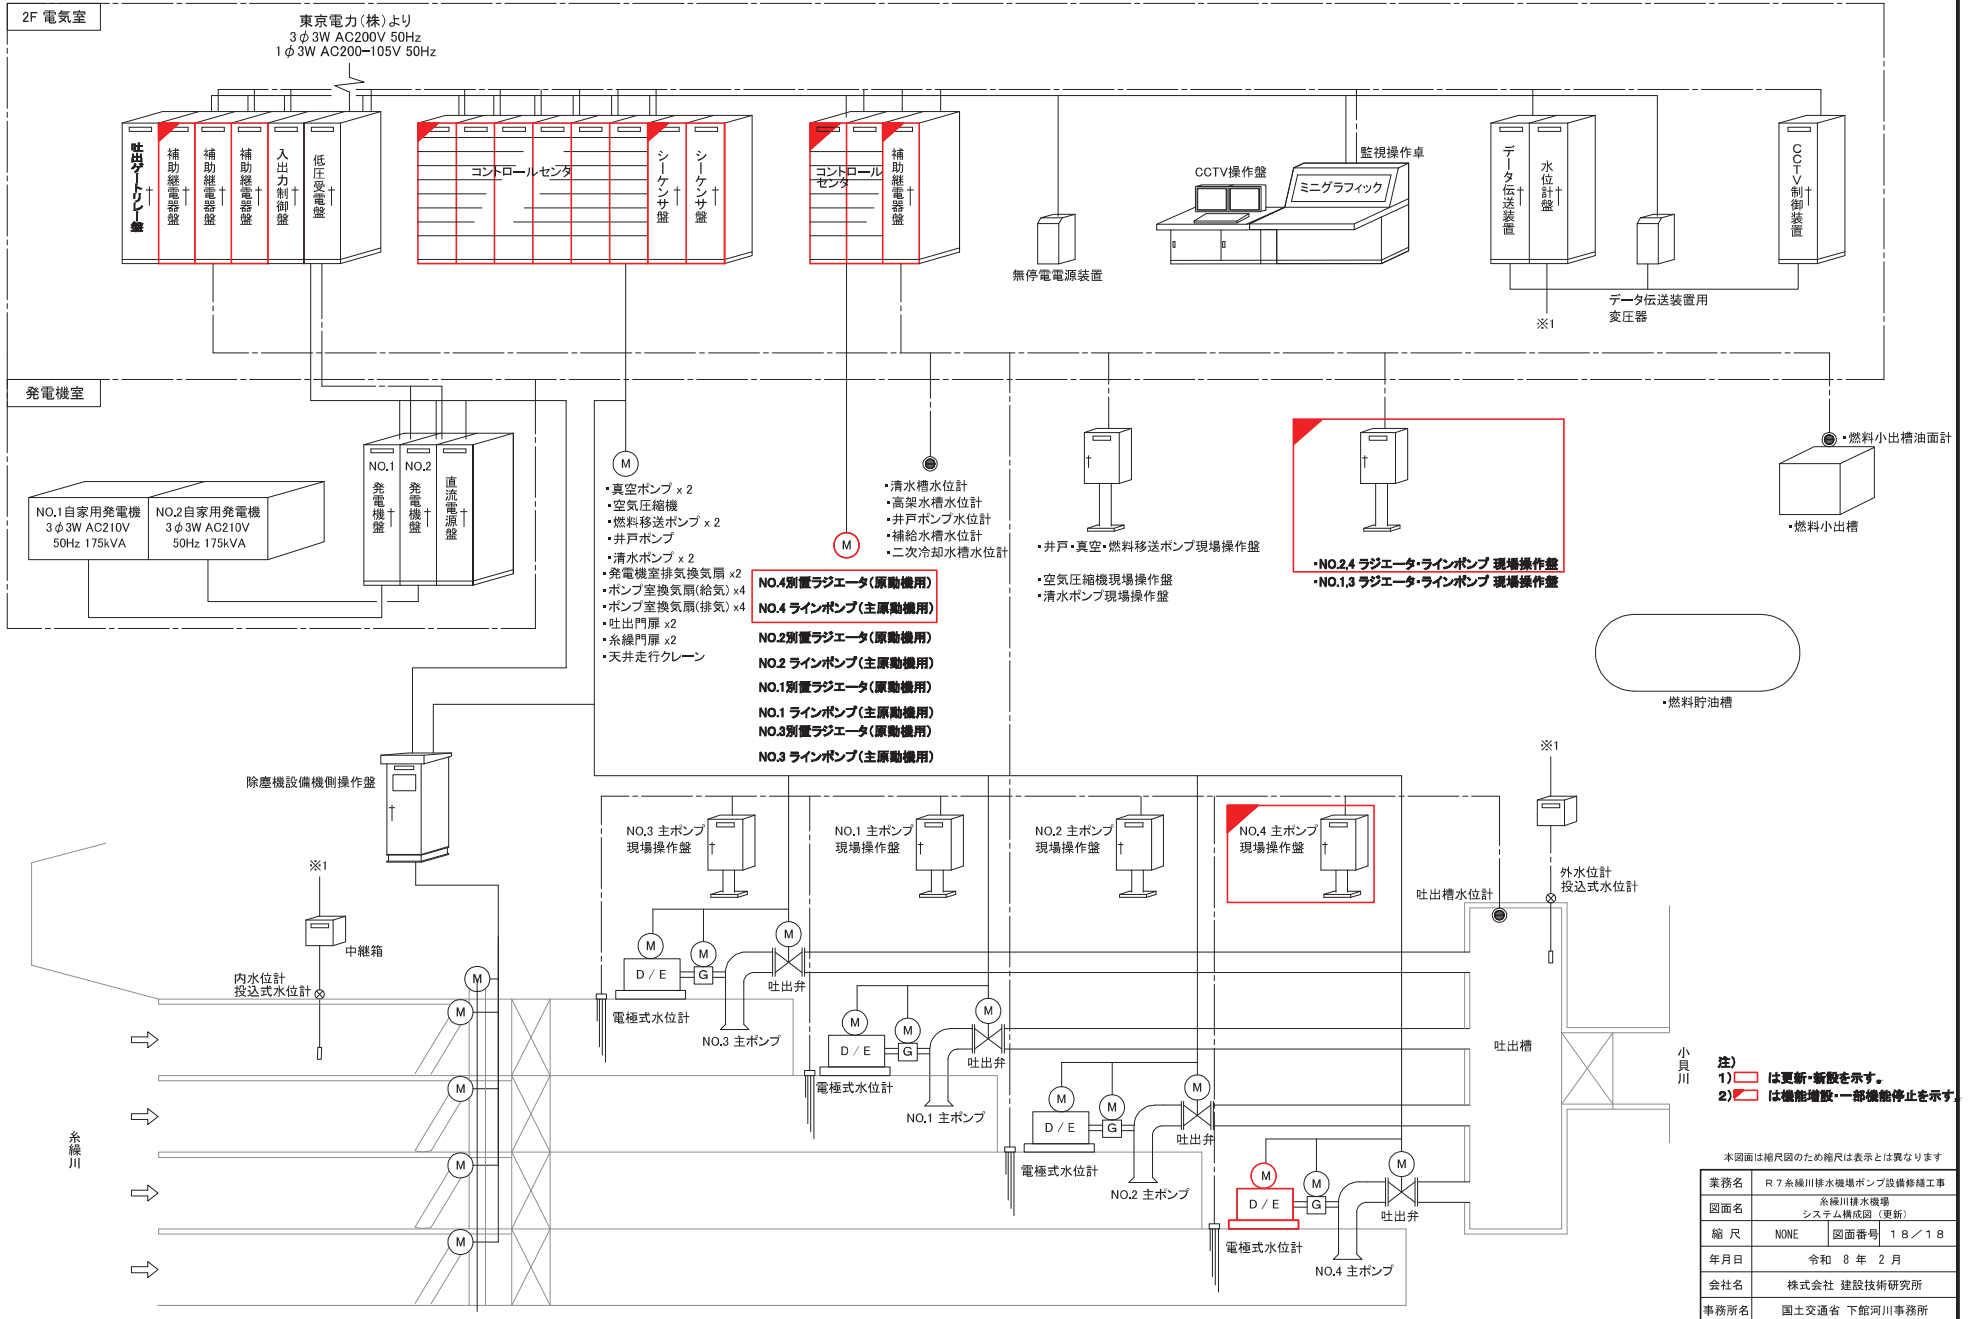 2F 電気室
東京電力(株)より
3φ3W AC200V 50Hz
1φ3W AC200-105V 50Hz
吐出ゲートリレー盤
補助継電器盤
補助継電器盤
補助継電器盤
入出力制御盤
低圧受電盤
コントロールセンタ
シーケンサ盤
シーケンサ盤
コントロール
センタ
補助継電器盤
無停電電源装置
CCTV操作盤
監視操作卓
ミニグラフィック
データ伝送装置
水位計盤
※1
データ伝送装置用
変圧器
CCTV制御装置
発電機室
NO.1自家用発電機
3φ3W AC210V
50Hz 175kVA
NO.2自家用発電機
3φ3W AC210V
50Hz 175kVA
NO.1
発電機盤
NO.2
発電機盤
直流電源盤
M
・真空ポンプ x 2
・空気圧縮機
・燃料移送ポンプ x 2
・井戸ポンプ
・清水ポンプ x 2
・発電機室排気換気扇 x2
・ポンプ室換気扇(給気) x4
・ポンプ室換気扇(排気) x4
・吐出門扉 x2
・糸繰門扉 x2
・天井走行クレーン
M
NO.4別置ラジエータ(原動機用)
NO.4 ラインポンプ(主原動機用)
NO.2別置ラジエータ(原動機用)
NO.2 ラインポンプ(主原動機用)
NO.1別置ラジエータ(原動機用)
NO.1 ラインポンプ(主原動機用)
NO.3別置ラジエータ(原動機用)
NO.3 ラインポンプ(主原動機用)
・清水槽水位計
・高架水槽水位計
・井戸ポンプ水位計
・補給水槽水位計
・二次冷却水槽水位計
・井戸・真空・燃料移送ポンプ現場操作盤
・空気圧縮機現場操作盤
・清水ポンプ現場操作盤
・NO.2,4 ラジエータ・ラインポンプ 現場操作盤
・NO.1,3 ラジエータ・ラインポンプ 現場操作盤
・燃料小出槽油面計
・燃料小出槽
・燃料貯油槽
除塵機設備機側操作盤
※1
中継箱
内水位計
投込式水位計
M
M
M
M
M
糸繰川
NO.3 主ポンプ
現場操作盤
NO.1 主ポンプ
現場操作盤
NO.2 主ポンプ
現場操作盤
NO.4 主ポンプ
現場操作盤
※1
外水位計
投込式水位計
吐出槽水位計
M
M
M
D / E
G
吐出弁
電極式水位計
NO.3 主ポンプ
M
M
M
D / E
G
吐出弁
電極式水位計
NO.1 主ポンプ
M
M
M
D / E
G
吐出弁
電極式水位計
NO.2 主ポンプ
M
M
M
D / E
G
吐出弁
電極式水位計
NO.4 主ポンプ
吐出槽
小貝川
注)
1) は更新・新設を示す。
2) は機能増設・一部機能停止を示す。
本図面は縮尺図のため縮尺は表示とは異なります
業務名 R7糸繰川排水機場ポンプ設備修繕工事
図面名 糸繰川排水機場
システム構成図（更新）
縮 尺 NONE 図面番号 18／18
年月日 令和 8 年 2 月
会社名 株式会社 建設技術研究所
事務所名 国土交通省 下館河川事務所